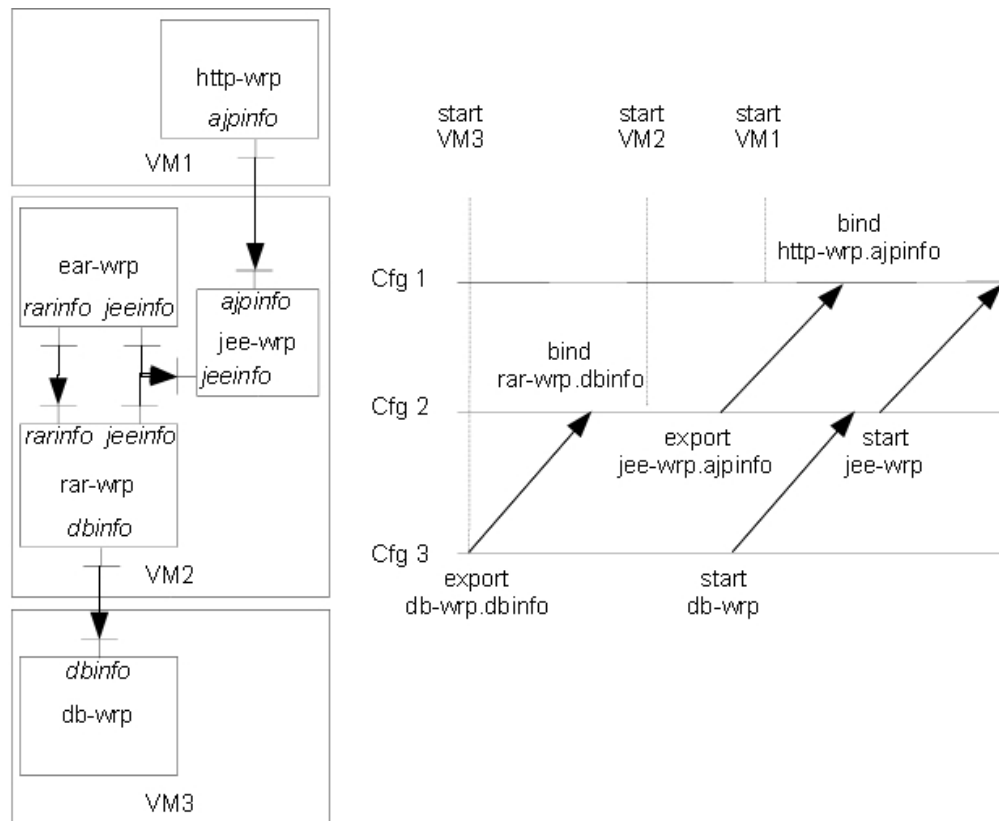 http-wrp
ajpinfo
VM1
ear-wrp
rarinfo jeeinfo
ajpinfo
jee-wrp
jeeinfo
rarinfo jeeinfo
rar-wrp
dbinfo
VM2
dbinfo
db-wrp
VM3
start
VM3
start
VM2
start
VM1
bind
http-wrp.ajpinfo
Cfg 1
bind
rar-wrp.dbinfo
Cfg 2
export
jee-wrp.ajpinfo
start
jee-wrp
Cfg 3
export
db-wrp.dbinfo
start
db-wrp